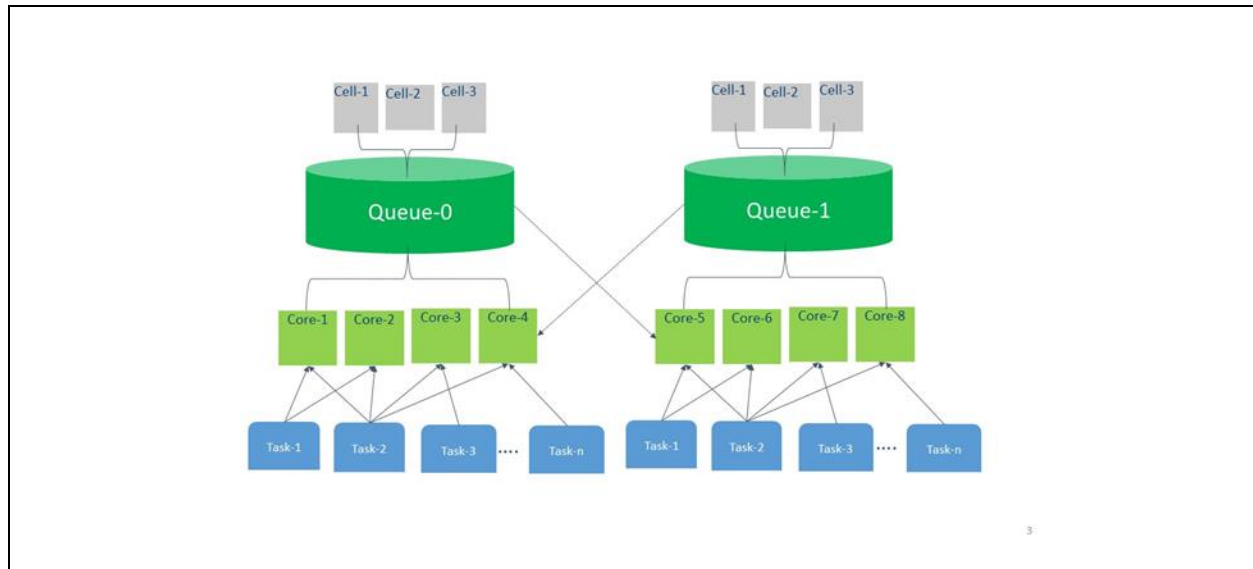 Cell-1 Cell-2 Cell-3 Cell-1 Cell-2 Cell-3
Queue-0 Queue-1
Core-1 Core-2 Core-3 Core-4 Core-5 Core-6 Core-7 Core-8
Task-1 Task-2 Task-3 .... Task-n Task-1 Task-2 Task-3 .... Task-n
3